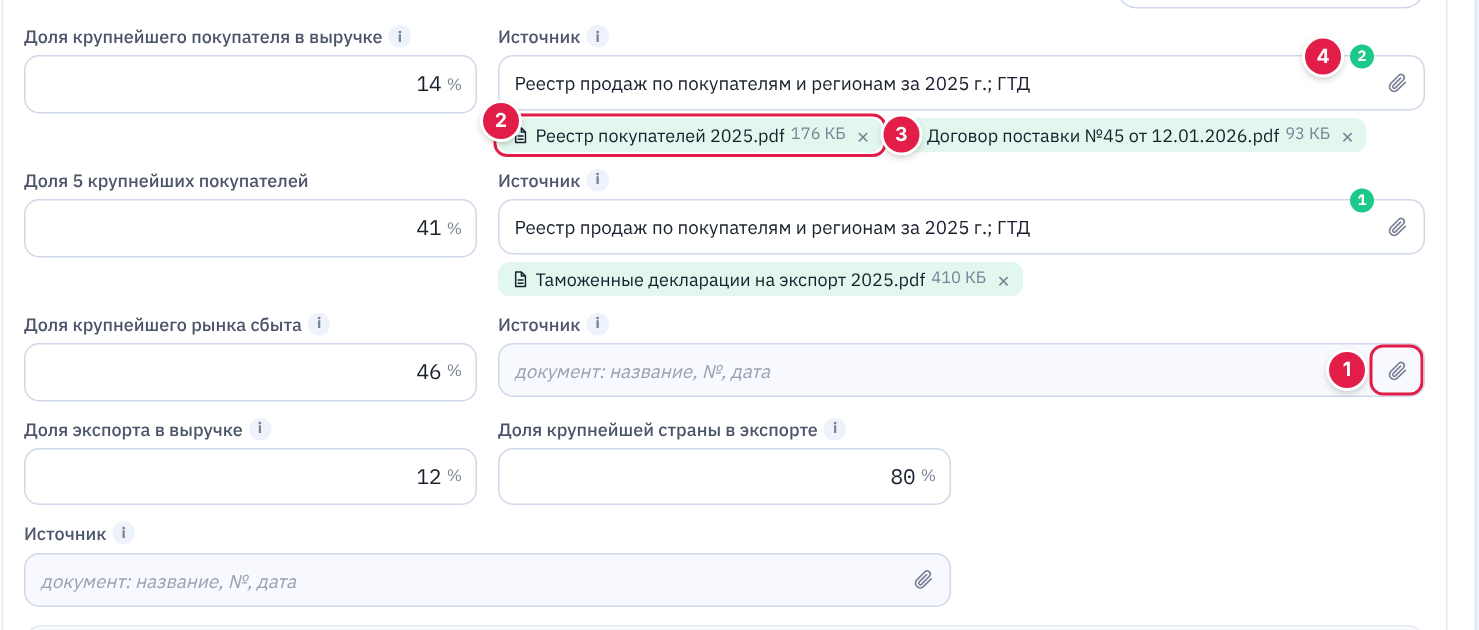 Доля крупнейшего покупателя в выручке i Источник i
4 2
14 % Реестр продаж по покупателям и регионам за 2025 г.; ГТД
2 Реестр покупателей 2025.pdf 176 КБ × 3 Договор поставки №45 от 12.01.2026.pdf 93 КБ ×
Доля 5 крупнейших покупателей Источник i
1
41 % Реестр продаж по покупателям и регионам за 2025 г.; ГТД
Таможенные декларации на экспорт 2025.pdf 410 КБ ×
Доля крупнейшего рынка сбыта i Источник i
46 % документ: название, №, дата 1
Доля экспорта в выручке i Доля крупнейшей страны в экспорте i
12 % 80 %
Источник i
документ: название, №, дата